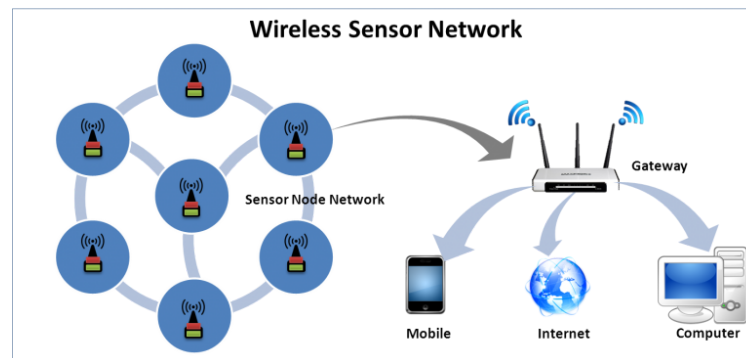 Wireless Sensor Network
Gateway
Sensor Node Network
Mobile
Internet
Computer